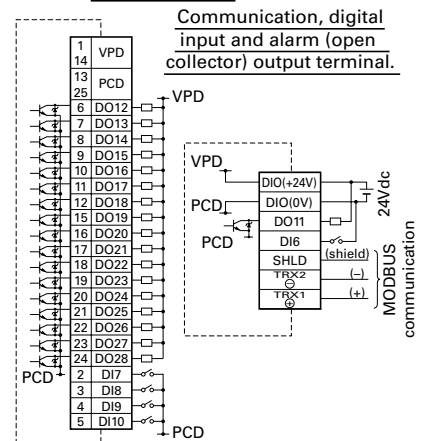 Communication, digital
input and alarm (open
collector) output terminal.
1 14 VPD
13 25 PCD
VPD
6 DO12
7 DO13
8 DO14
9 DO15
10 DO16
11 DO17
12 DO18
15 DO19
16 DO20
17 DO21
18 DO22
19 DO23
20 DO24
21 DO25
22 DO26
23 DO27
24 DO28
PCD
2 DI7
3 DI8
4 DI9
5 DI10
PCD
VPD
DIO(+24V)
PCD
DIO(0V)
24Vdc
DO11
PCD
DI6
SHLD (shield)
TRX2 ⊖ (−)
TRX1 ⊕ (+)
MODBUS
communication